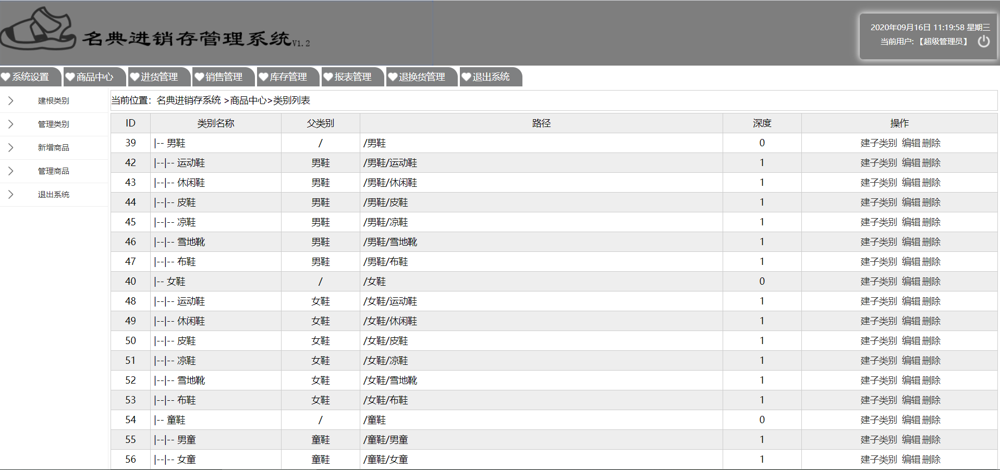 名典进销存管理系统V1.2
2020年09月16日 11:19:58 星期三
当前用户:【超级管理员】
系统设置 商品中心 进货管理 销售管理 库存管理 报表管理 退换货管理 退出系统
建根类别
管理类别
新增商品
管理商品
退出系统
当前位置：名典进销存系统 >商品中心>类别列表
ID 类别名称 父类别 路径 深度 操作
39 |-- 男鞋 / /男鞋 0 建子类别 编辑 删除
42 |--|-- 运动鞋 男鞋 /男鞋/运动鞋 1 建子类别 编辑 删除
43 |--|-- 休闲鞋 男鞋 /男鞋/休闲鞋 1 建子类别 编辑 删除
44 |--|-- 皮鞋 男鞋 /男鞋/皮鞋 1 建子类别 编辑 删除
45 |--|-- 凉鞋 男鞋 /男鞋/凉鞋 1 建子类别 编辑 删除
46 |--|-- 雪地靴 男鞋 /男鞋/雪地靴 1 建子类别 编辑 删除
47 |--|-- 布鞋 男鞋 /男鞋/布鞋 1 建子类别 编辑 删除
40 |-- 女鞋 / /女鞋 0 建子类别 编辑 删除
48 |--|-- 运动鞋 女鞋 /女鞋/运动鞋 1 建子类别 编辑 删除
49 |--|-- 休闲鞋 女鞋 /女鞋/休闲鞋 1 建子类别 编辑 删除
50 |--|-- 皮鞋 女鞋 /女鞋/皮鞋 1 建子类别 编辑 删除
51 |--|-- 凉鞋 女鞋 /女鞋/凉鞋 1 建子类别 编辑 删除
52 |--|-- 雪地靴 女鞋 /女鞋/雪地靴 1 建子类别 编辑 删除
53 |--|-- 布鞋 女鞋 /女鞋/布鞋 1 建子类别 编辑 删除
54 |-- 童鞋 / /童鞋 0 建子类别 编辑 删除
55 |--|-- 男童 童鞋 /童鞋/男童 1 建子类别 编辑 删除
56 |--|-- 女童 童鞋 /童鞋/女童 1 建子类别 编辑 删除